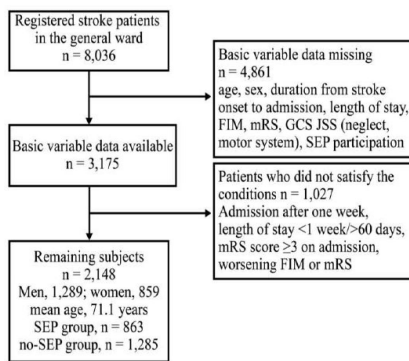 Registered stroke patients
in the general ward
n = 8,036
Basic variable data missing
n = 4,861
age, sex, duration from stroke
onset to admission, length of stay,
FIM, mRS, GCS JSS (neglect,
motor system), SEP participation
Basic variable data available
n = 3,175
Patients who did not satisfy the
conditions n = 1,027
Admission after one week,
length of stay <1 week/>60 days,
mRS score ≥3 on admission,
worsening FIM or mRS
Remaining subjects
n = 2,148
Men, 1,289; women, 859
mean age, 71.1 years
SEP group, n = 863
no-SEP group, n = 1,285